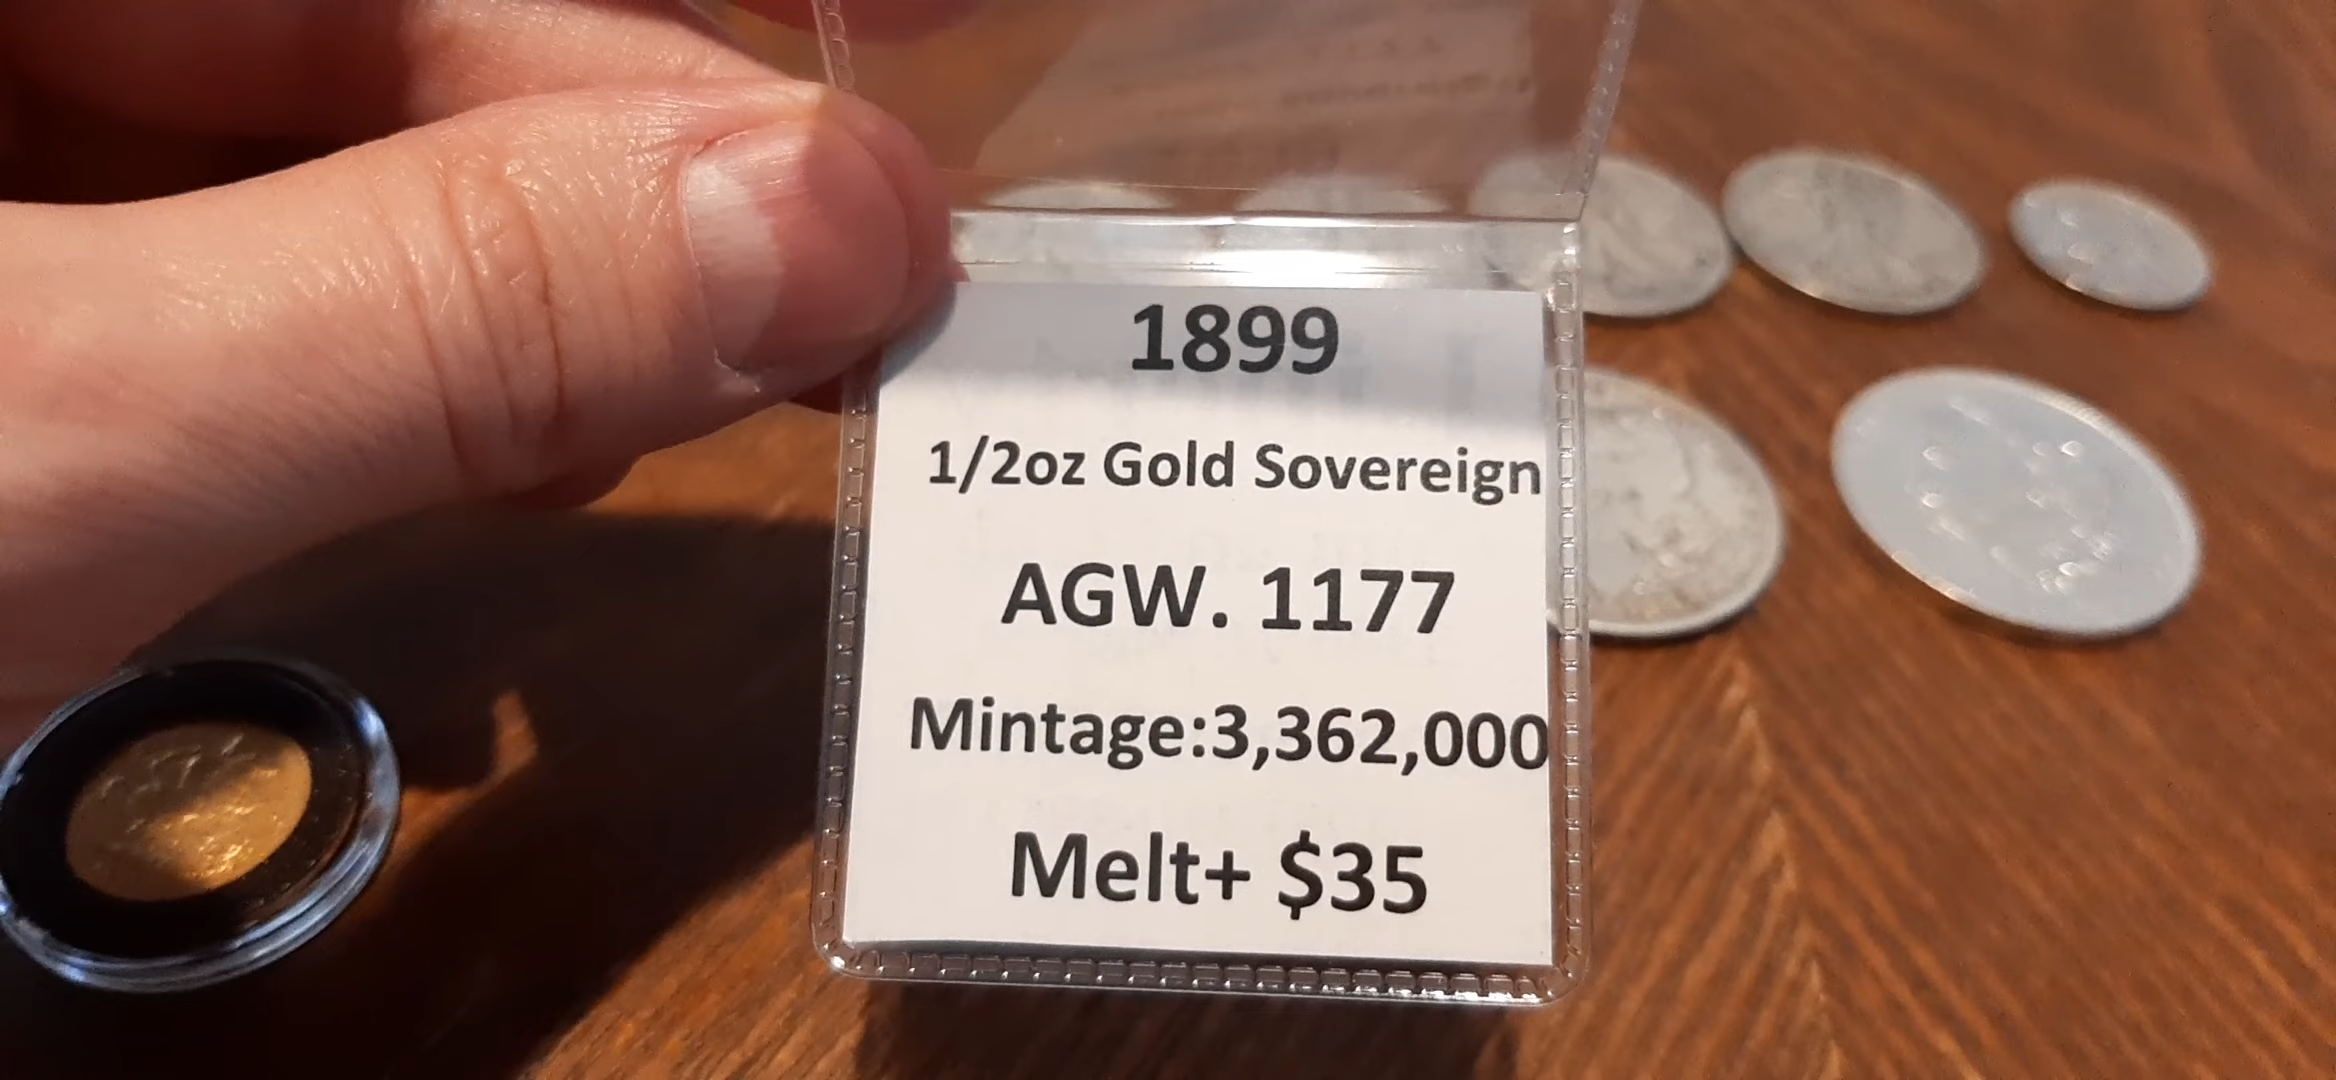 1899
1/2oz Gold Sovereign
AGW. 1177
Mintage:3,362,000
Melt+ $35